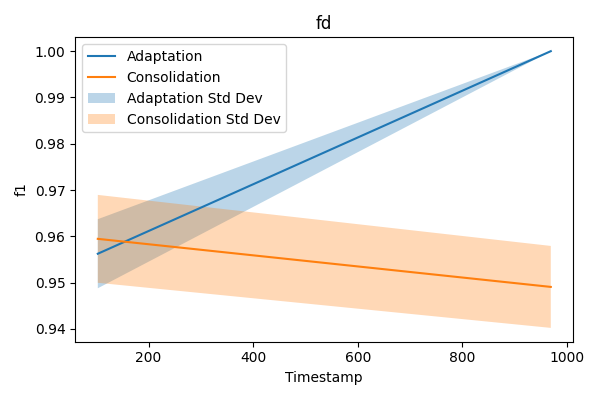 fd
Adaptation
Consolidation
Adaptation Std Dev
Consolidation Std Dev
1.00
0.99
0.98
0.97
0.96
0.95
0.94
f1
200
400
600
800
1000
Timestamp